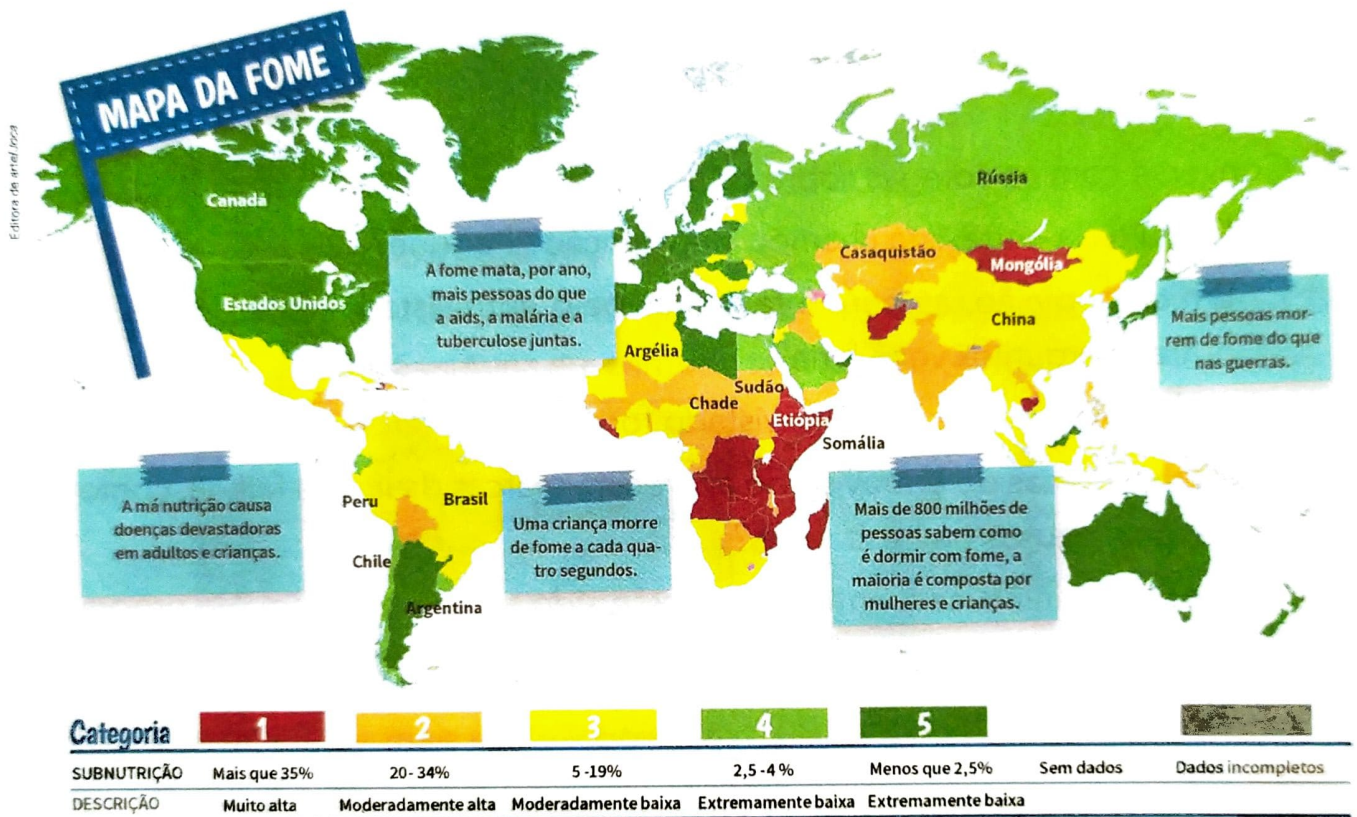 MAPA DA FOME
Editora de arte/ Joca
Canadá
Estados Unidos
Rússia
Casaquistão
Mongólia
China
A fome mata, por ano,
mais pessoas do que
a aids, a malária e a
tuberculose juntas.
Mais pessoas mor-
rem de fome do que
nas guerras.
Argélia
Sudão
Chade
Etiópia
Somália
A má nutrição causa
doenças devastadoras
em adultos e crianças.
Peru
Brasil
Chile
Argentina
Uma criança morre
de fome a cada qua-
tro segundos.
Mais de 800 milhões de
pessoas sabem como
é dormir com fome, a
maioria é composta por
mulheres e crianças.
Categoria 1 2 3 4 5
SUBNUTRIÇÃO Mais que 35% 20-34% 5-19% 2,5-4% Menos que 2,5% Sem dados Dados incompletos
DESCRIÇÃO Muito alta Moderadamente alta Moderadamente baixa Extremamente baixa Extremamente baixa